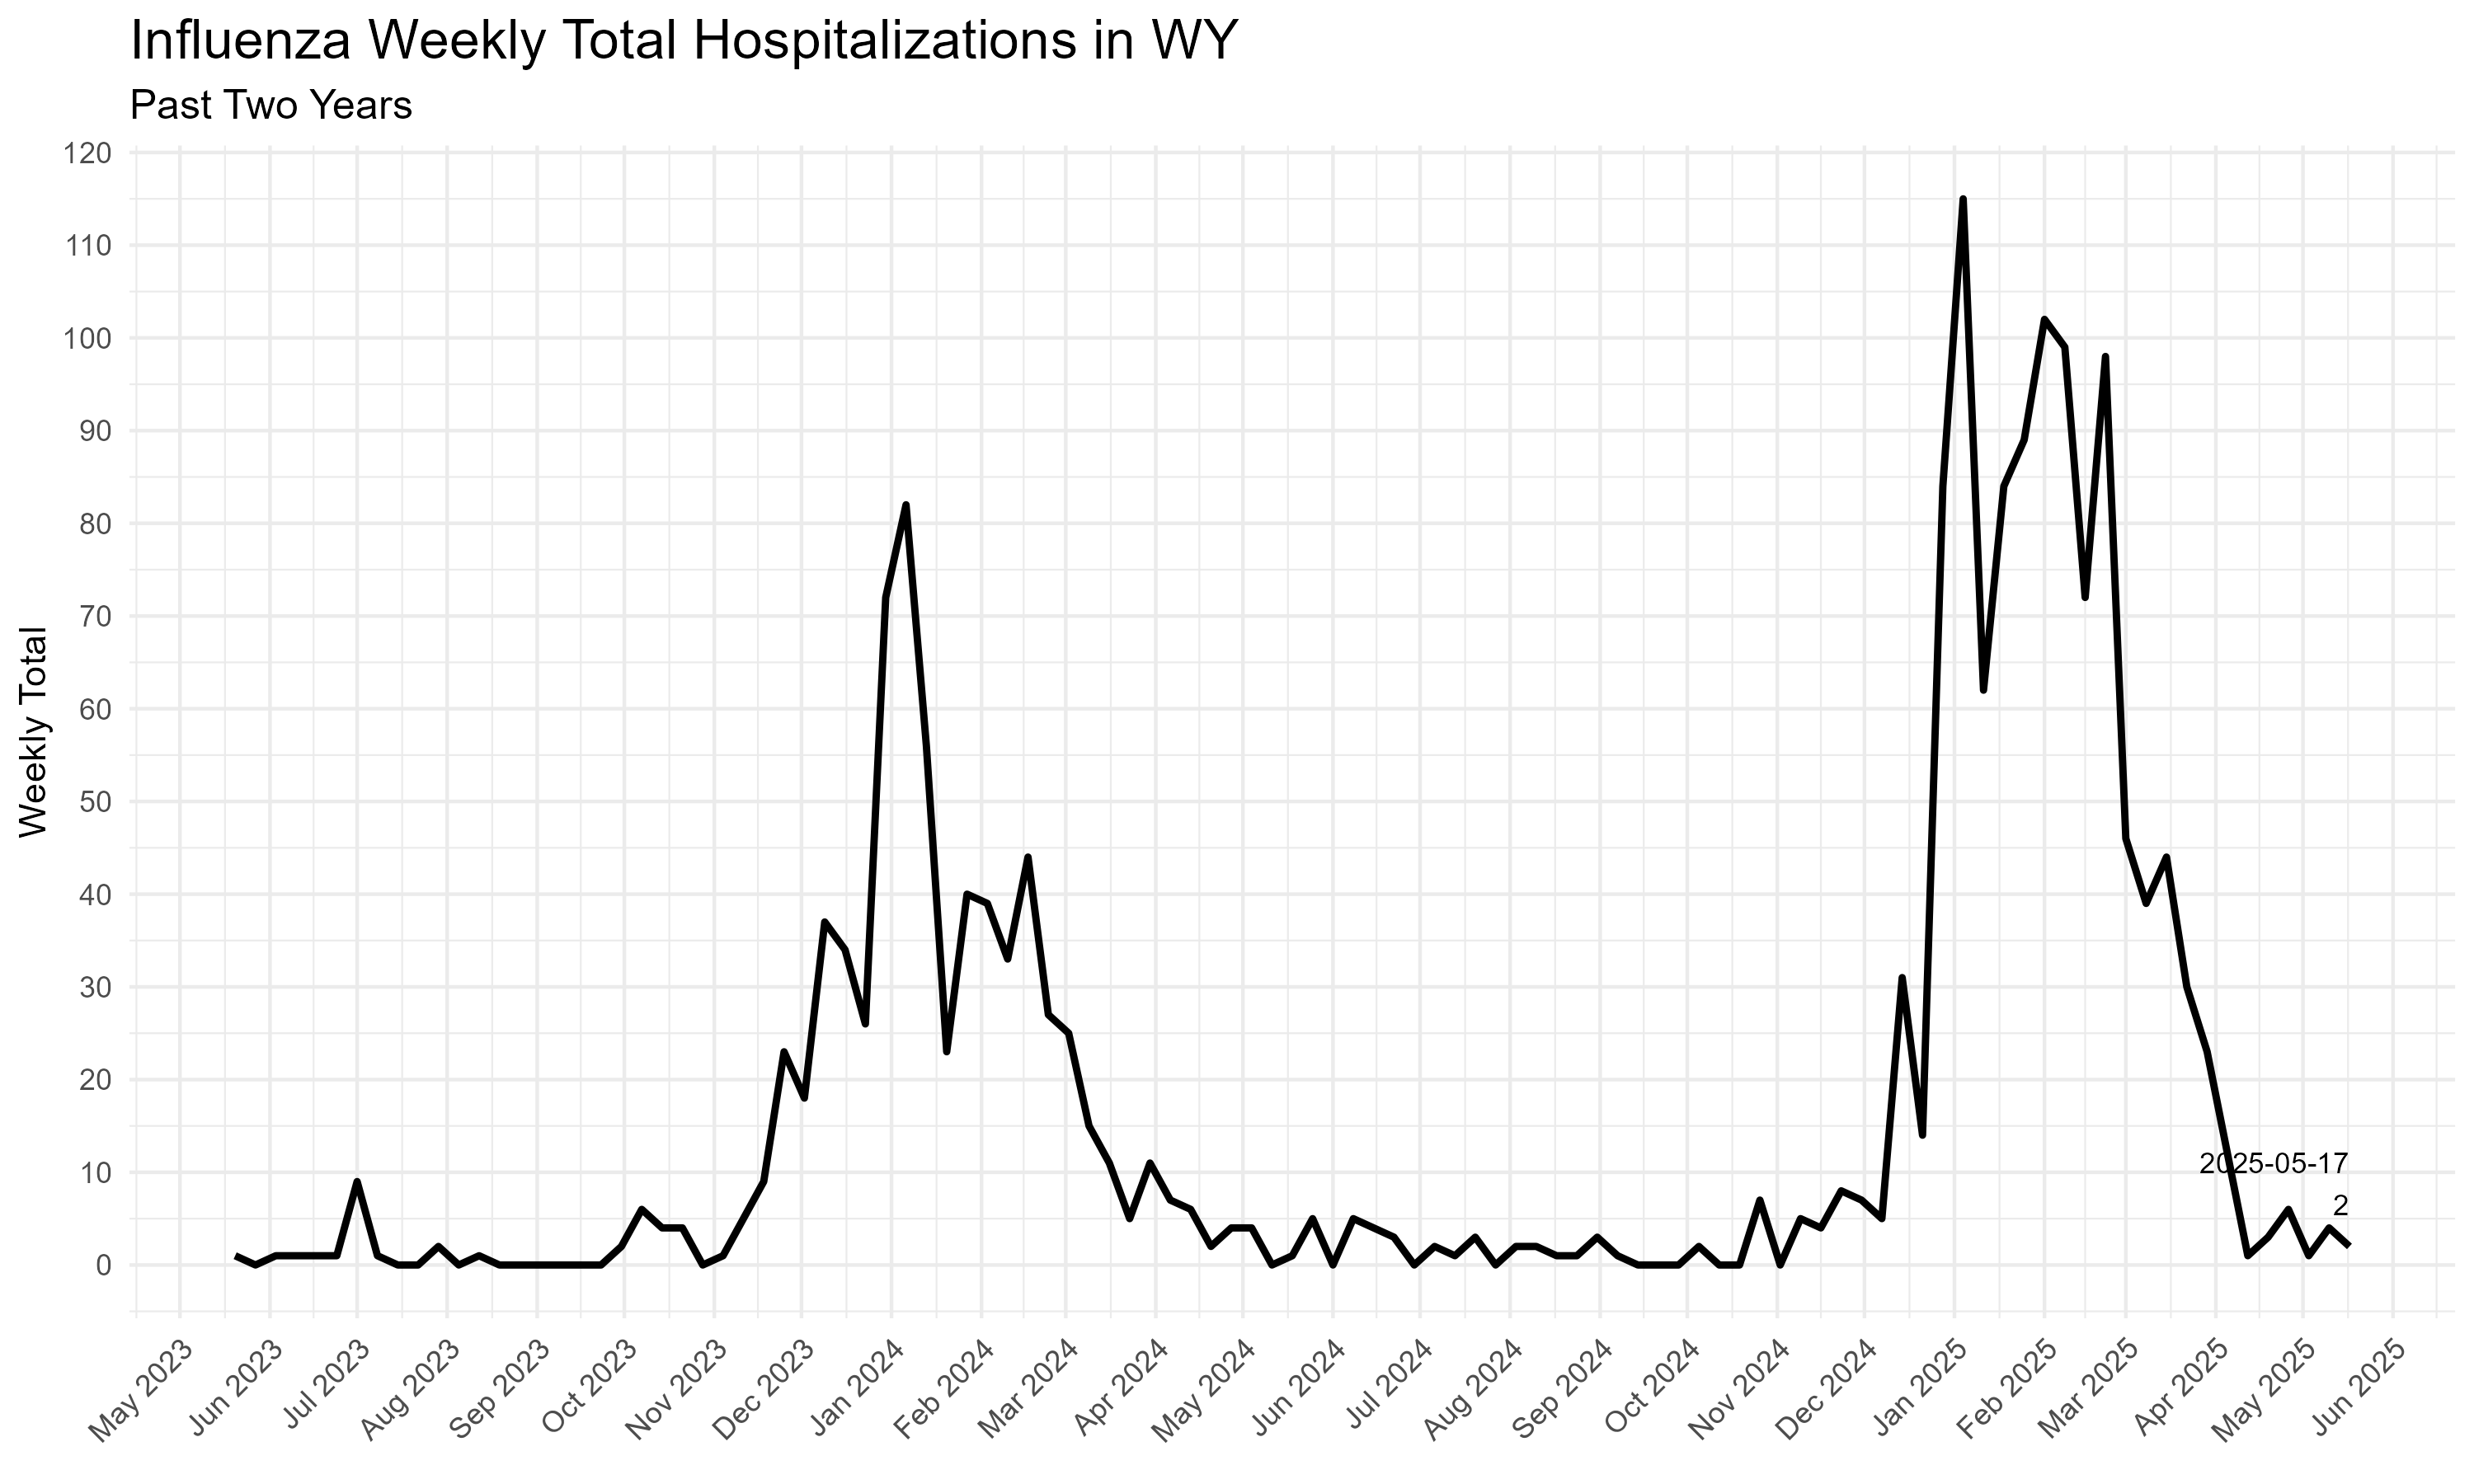 Influenza Weekly Total Hospitalizations in WY
Past Two Years
120
110
100
90
80
70
60
50
40
30
20
10
0
Weekly Total
2025-05-17
2
May 2023
Jun 2023
Jul 2023
Aug 2023
Sep 2023
Oct 2023
Nov 2023
Dec 2023
Jan 2024
Feb 2024
Mar 2024
Apr 2024
May 2024
Jun 2024
Jul 2024
Aug 2024
Sep 2024
Oct 2024
Nov 2024
Dec 2024
Jan 2025
Feb 2025
Mar 2025
Apr 2025
May 2025
Jun 2025